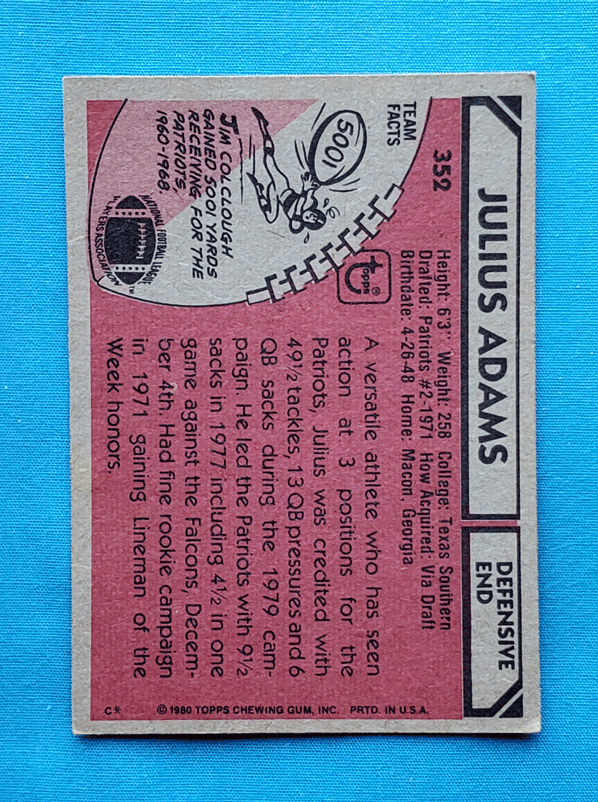 JULIUS ADAMS
DEFENSIVE
END
352
Height: 6'3" Weight: 258 College: Texas Southern
Drafted: Patriots #2-1971 How Acquired: Via Draft
Birthdate: 4-26-48 Home: Macon, Georgia
TEAM
FACTS
5001
JIM COLCLOUGH
GAINED 5001 YARDS
RECEIVING FOR THE
PATRIOTS,
1960-1968.
NATIONAL FOOTBALL LEAGUE
PLAYERS ASSOCIATION
topps
A versatile athlete who has seen
action at 3 positions for the
Patriots, Julius was credited with
49½ tackles, 13 QB pressures and 6
QB sacks during the 1979 cam-
paign. He led the Patriots with 9½
sacks in 1977 including 4½ in one
game against the Falcons, Decem-
ber 4th. Had fine rookie campaign
in 1971 gaining Lineman of the
Week honors.
C* © 1980 TOPPS CHEWING GUM, INC. PRTD. IN U.S.A.